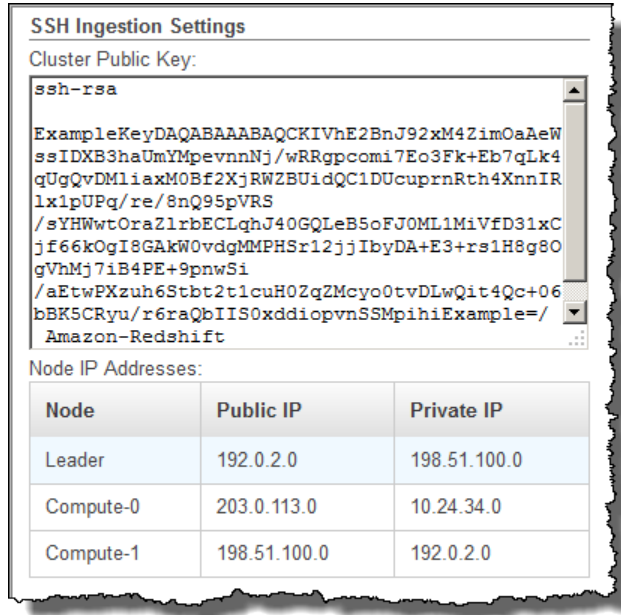 SSH Ingestion Settings
Cluster Public Key:
ssh-rsa
ExampleKeyDAQABAAABAQCKIVhE2BnJ92xM4ZimOaAeW
ssIDXB3haUmYMpevnnNj/wRRgpcomi7Eo3Fk+Eb7qLk4
qUgQvDMliaxM0Bf2XjRWZBUidQC1DUcuprnRth4XnnIR
lx1pUPq/re/8nQ95pVRS
/sYHWwtOraZlrbECLqhJ40GQLeB5oFJ0ML1MiVfD31xC
jf66kOgI8GAkW0vdgMMPHSr12jjIbyDA+E3+rs1H8g8O
gVhMj7iB4PE+9pnwSi
/aEtwPXzuh6Stbt2t1cuH0ZqZMcyo0tvDLwQit4Qc+06
bBK5CRyu/r6raQbIIS0xddiopvnSSMpihiExample=/
Amazon-Redshift
Node IP Addresses:
Node Public IP Private IP
Leader 192.0.2.0 198.51.100.0
Compute-0 203.0.113.0 10.24.34.0
Compute-1 198.51.100.0 192.0.2.0